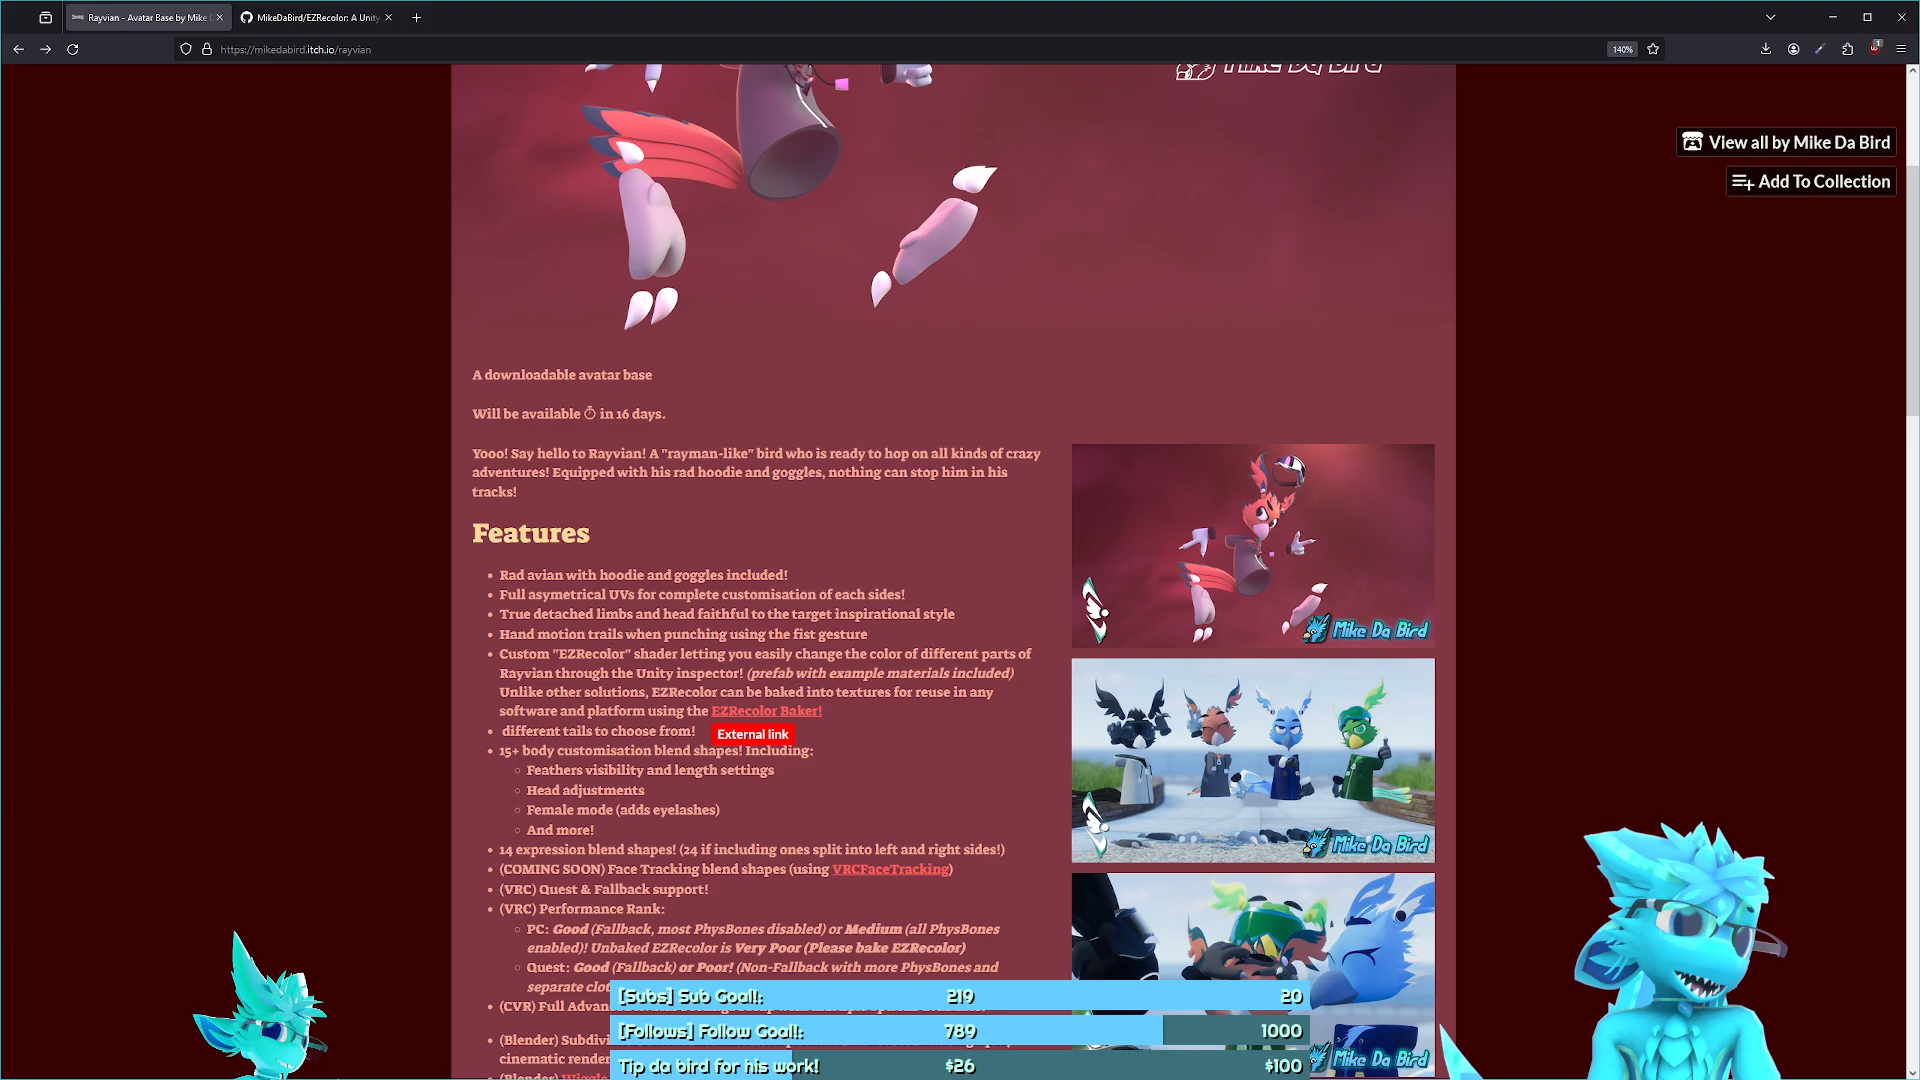 Rayvian - Avatar Base by Mike D
MikeDaBird/EZRecolor: A Unity
https://mikedabird.itch.io/rayvian
140%
1
Mike Da Bird
View all by Mike Da Bird
Add To Collection
A downloadable avatar base
Will be available in 16 days.
Yooo! Say hello to Rayvian! A "rayman-like" bird who is ready to hop on all kinds of crazy
adventures! Equipped with his rad hoodie and goggles, nothing can stop him in his
tracks!
Features
Rad avian with hoodie and goggles included!
Full asymetrical UVs for complete customisation of each sides!
True detached limbs and head faithful to the target inspirational style
Hand motion trails when punching using the fist gesture
Custom "EZRecolor" shader letting you easily change the color of different parts of
Rayvian through the Unity inspector! (prefab with example materials included)
Unlike other solutions, EZRecolor can be baked into textures for reuse in any
software and platform using the EZRecolor Baker!
different tails to choose from!
External link
15+ body customisation blend shapes! Including:
Feathers visibility and length settings
Head adjustments
Female mode (adds eyelashes)
And more!
14 expression blend shapes! (24 if including ones split into left and right sides!)
(COMING SOON) Face Tracking blend shapes (using VRCFaceTracking)
(VRC) Quest & Fallback support!
(VRC) Performance Rank:
PC: Good (Fallback, most PhysBones disabled) or Medium (all PhysBones
enabled)! Unbaked EZRecolor is Very Poor (Please bake EZRecolor)
Quest: Good (Fallback) or Poor! (Non-Fallback with more PhysBones and
separate clot
(CVR) Full Advan
(Blender) Subdivi
cinematic render
(Blender) Wiggle
Mike Da Bird
Mike Da Bird
Mike Da Bird
[Subs] Sub Goal!: 219 20
[Follows] Follow Goal!: 789 1000
Tip da bird for his work! $26 $100